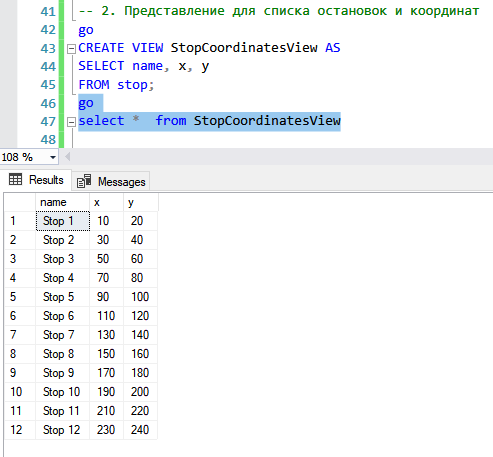 41 -- 2. Представление для списка остановок и координат
42 go
43 CREATE VIEW StopCoordinatesView AS
44 SELECT name, x, y
45 FROM stop;
46 go
47 select * from StopCoordinatesView
48
108 %
Results Messages
name x y
1 Stop 1 10 20
2 Stop 2 30 40
3 Stop 3 50 60
4 Stop 4 70 80
5 Stop 5 90 100
6 Stop 6 110 120
7 Stop 7 130 140
8 Stop 8 150 160
9 Stop 9 170 180
10 Stop 10 190 200
11 Stop 11 210 220
12 Stop 12 230 240